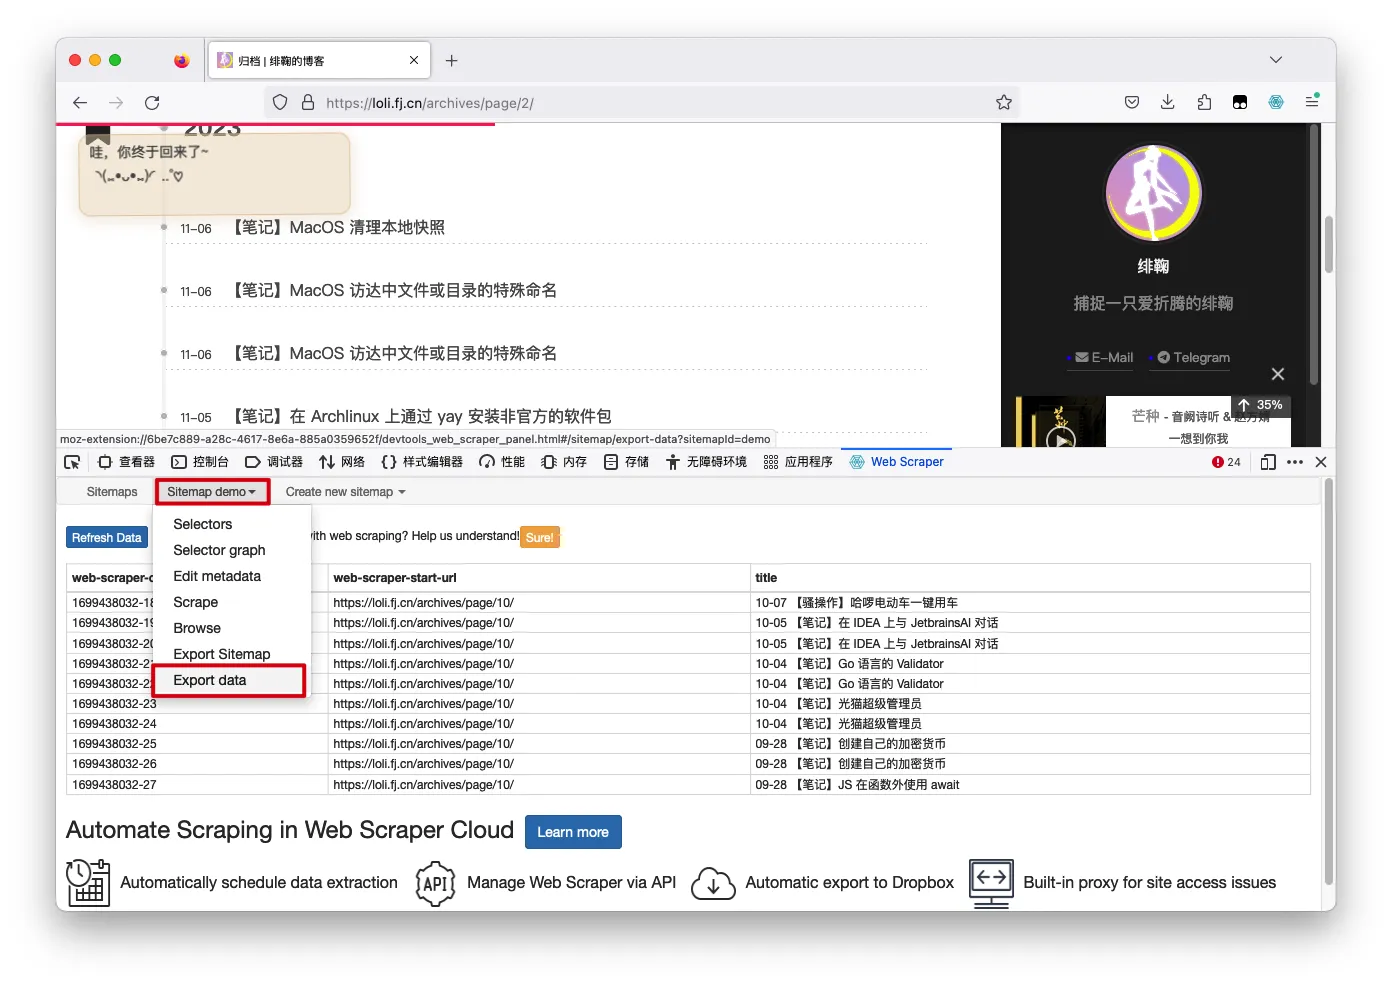 归档 | 绯鞠的博客
https://loli.fj.cn/archives/page/2/
2023
哇，你终于回来了~
ヽ(｡•ᴗ•｡)ノ ..°♡
11-06 【笔记】MacOS 清理本地快照
11-06 【笔记】MacOS 访达中文件或目录的特殊命名
11-06 【笔记】MacOS 访达中文件或目录的特殊命名
11-05 【笔记】在 Archlinux 上通过 yay 安装非官方的软件包
绯鞠
捕捉一只爱折腾的绯鞠
E-Mail Telegram
35%
芒种 - 音阙诗听 & 赵方婧
一想到你我
moz-extension://6be7c889-a28c-4617-8e6a-885a0359652f/devtools_web_scraper_panel.html#/sitemap/export-data?sitemapId=demo
查看器 控制台 调试器 网络 样式编辑器 性能 内存 存储 无障碍环境 应用程序 Web Scraper 24
Sitemaps Sitemap demo Create new sitemap
Selectors
Selector graph
Edit metadata
Scrape
Browse
Export Sitemap
Export data
Refresh Data with web scraping? Help us understand! Sure!
web-scraper-o web-scraper-start-url title
1699438032-18 https://loli.fj.cn/archives/page/10/ 10-07 【骚操作】哈啰电动车一键用车
1699438032-19 https://loli.fj.cn/archives/page/10/ 10-05 【笔记】在 IDEA 上与 JetbrainsAI 对话
1699438032-20 https://loli.fj.cn/archives/page/10/ 10-05 【笔记】在 IDEA 上与 JetbrainsAI 对话
1699438032-21 https://loli.fj.cn/archives/page/10/ 10-04 【笔记】Go 语言的 Validator
1699438032-22 https://loli.fj.cn/archives/page/10/ 10-04 【笔记】Go 语言的 Validator
1699438032-23 https://loli.fj.cn/archives/page/10/ 10-04 【笔记】光猫超级管理员
1699438032-24 https://loli.fj.cn/archives/page/10/ 10-04 【笔记】光猫超级管理员
1699438032-25 https://loli.fj.cn/archives/page/10/ 09-28 【笔记】创建自己的加密货币
1699438032-26 https://loli.fj.cn/archives/page/10/ 09-28 【笔记】创建自己的加密货币
1699438032-27 https://loli.fj.cn/archives/page/10/ 09-28 【笔记】JS 在函数外使用 await
Automate Scraping in Web Scraper Cloud Learn more
Automatically schedule data extraction API Manage Web Scraper via API Automatic export to Dropbox Built-in proxy for site access issues